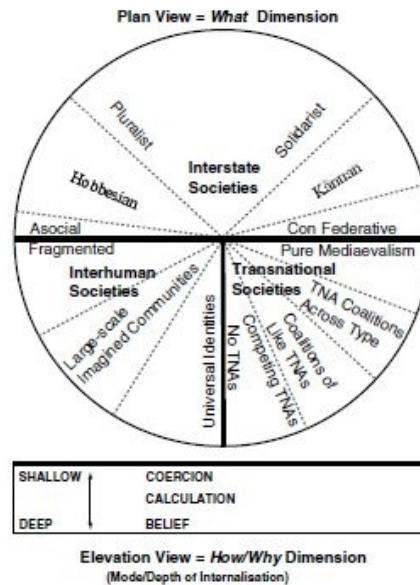 Plan View = What Dimension
Pluralist
Solidarist
Hobbesian
Interstate
Societies
Kännan
Asocial
Con Federative
Fragmented
Pure Mediaevalism
Interhuman
Societies
Transnational
Societies
Large-scale
Imagined Communities
Universal Identities
No TNAs
Competing TNAs
Coalitions of
Like TNAs
TNA Coalitions
Across Type
SHALLOW COERCION
CALCULATION
DEEP BELIEF
Elevation View = How/Why Dimension
(Mode/Depth of Internalisation)